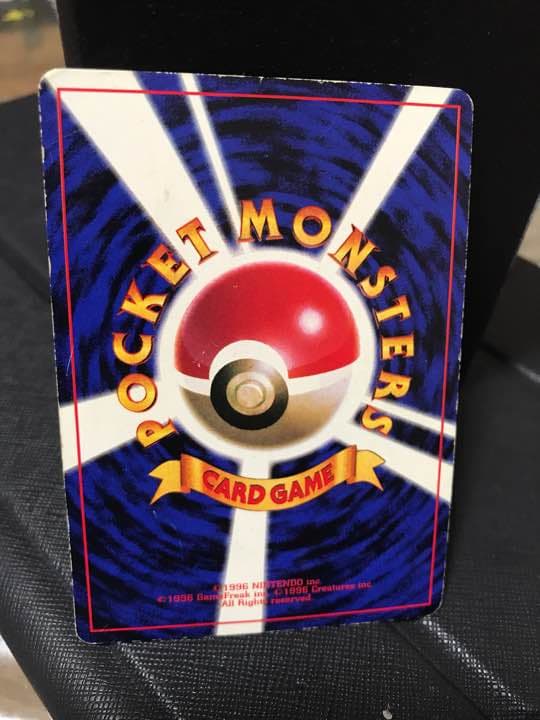 POCKET MONSTERS
CARD GAME
©1996 NINTENDO inc.
©1996 GameFreak inc. ©1996 Creatures inc.
All Rights reserved.